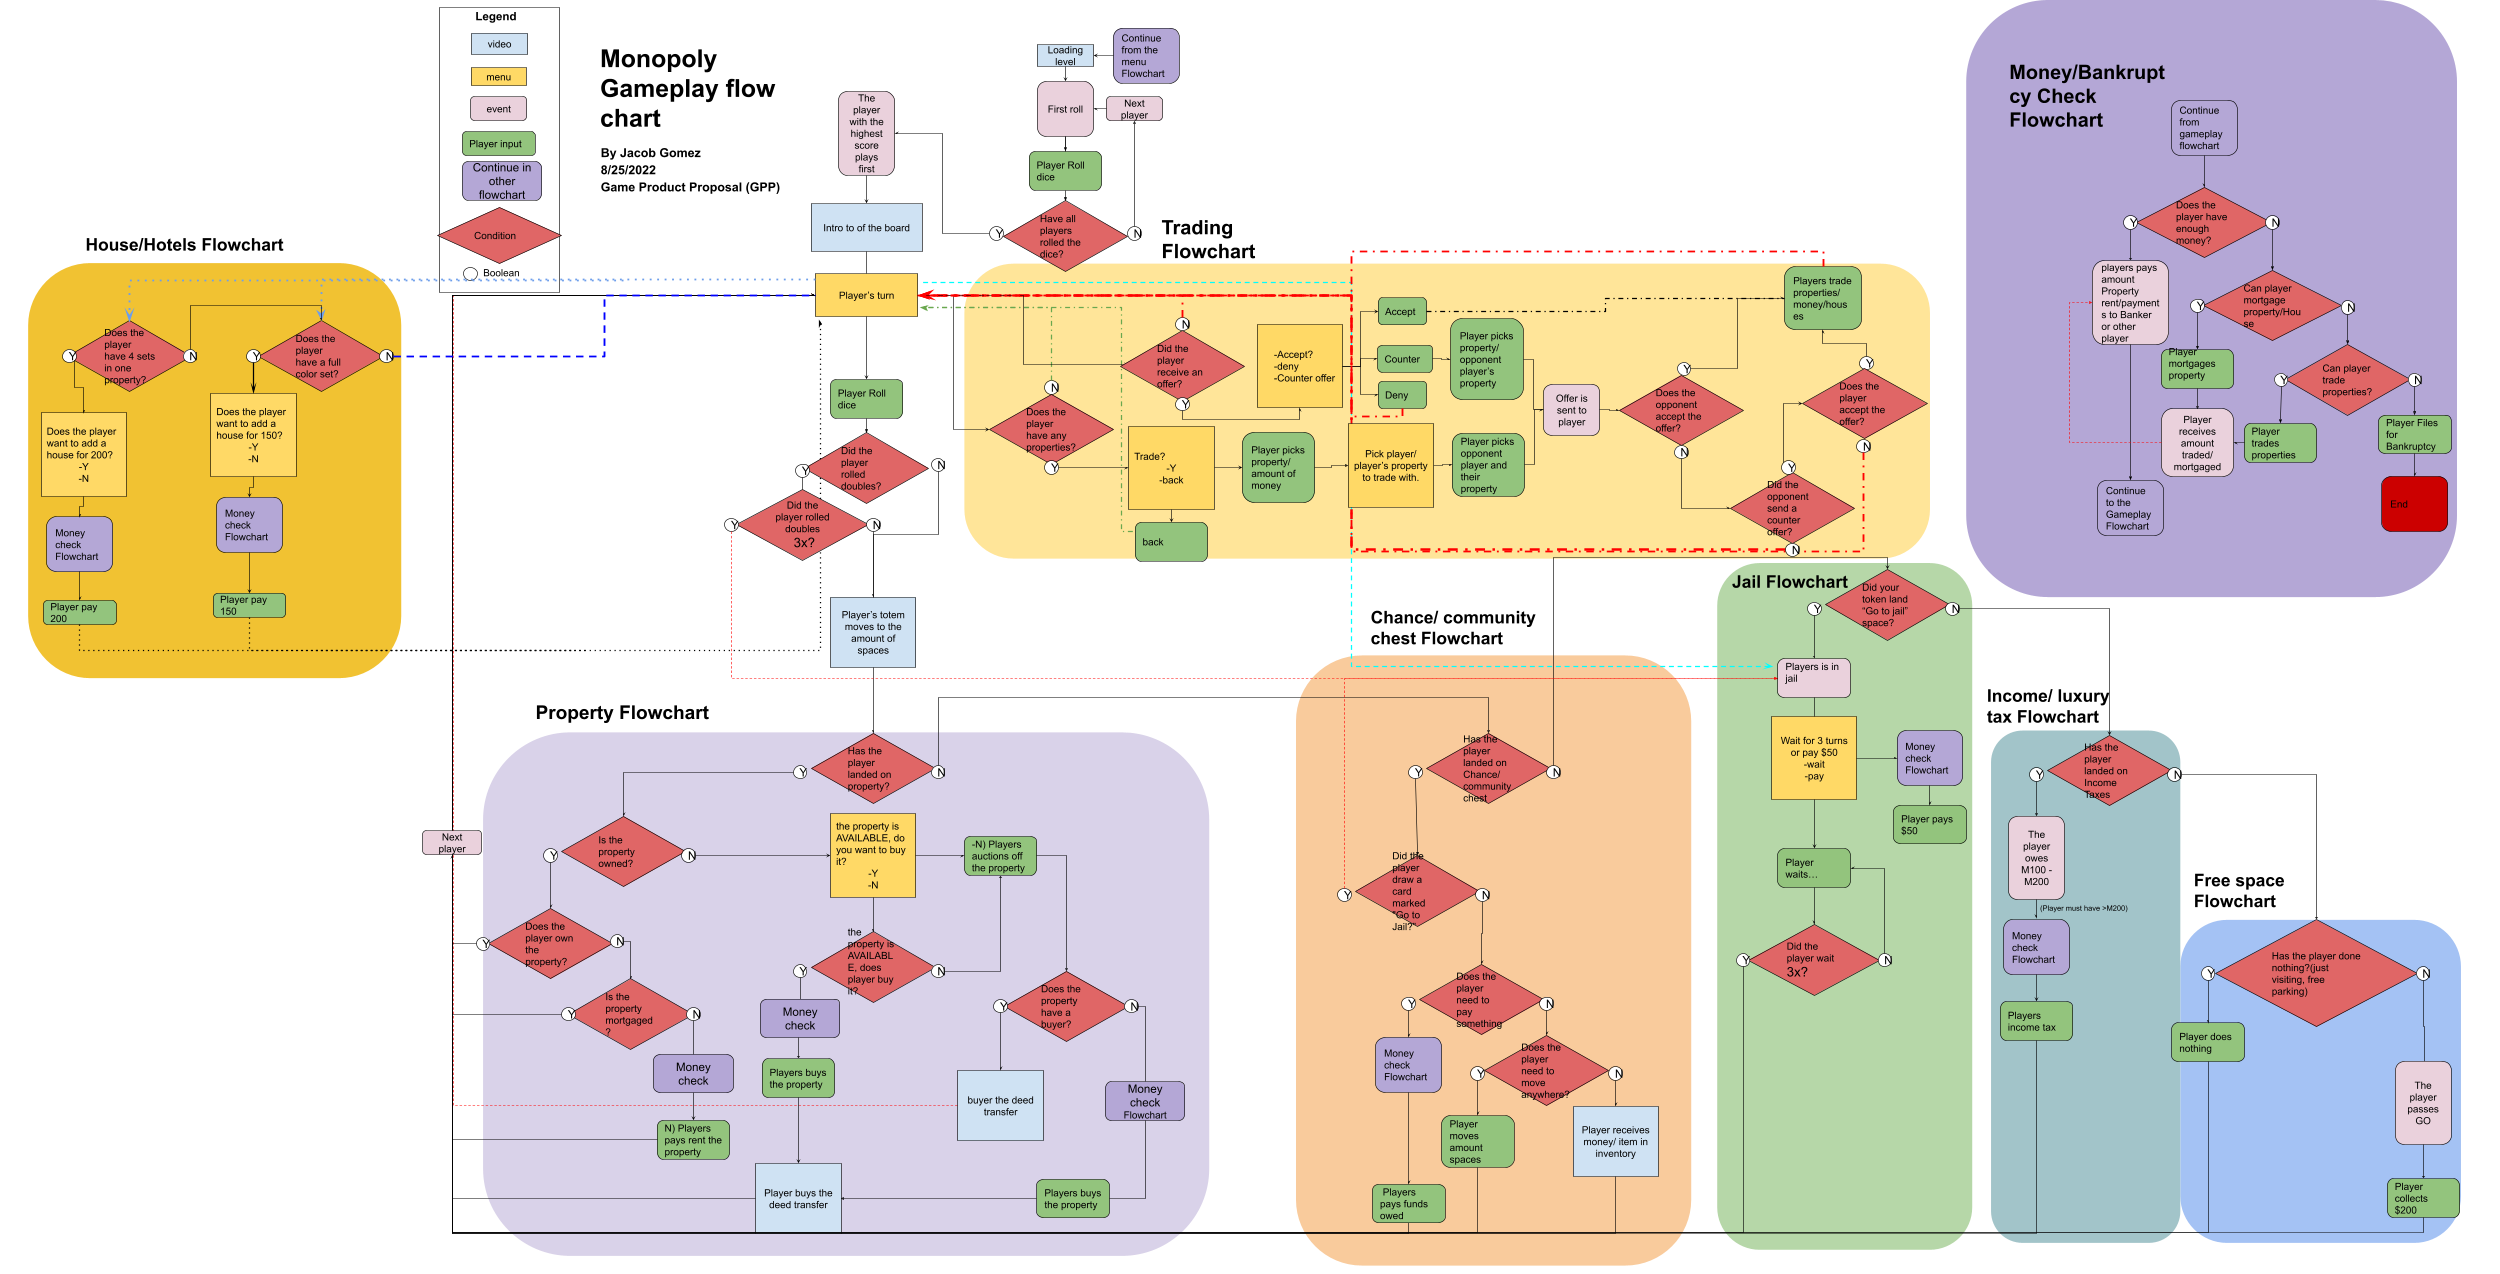 Legend
video
menu
event
Player input
Continue in
other
flowchart
Condition
Boolean
Monopoly
Gameplay flow
chart
By Jacob Gomez
8/25/2022
Game Product Proposal (GPP)
Loading
level
Continue
from the
menu
Flowchart
First roll
Next
player
Player Roll
dice
Have all
players
rolled the
dice?
Y
N
The
player
with the
highest
score
plays
first
Intro to of the board
Player's turn
Player Roll
dice
Did the
player
rolled
doubles?
Y
N
Did the
player rolled
doubles
3x?
Y
N
Player's totem
moves to the
amount of
spaces
House/Hotels Flowchart
Does the
player
have 4 sets
in one
property?
Y
N
Does the
player
have a full
color set?
Y
N
Does the player
want to add a
house for 200?
-Y
-N
Does the player
want to add a
house for 150?
-Y
-N
Money
check
Flowchart
Money
check
Flowchart
Player pay
200
Player pay
150
Trading
Flowchart
Did the
player
receive an
offer?
N
Y
Does the
player
have any
properties?
N
Y
-Accept?
-deny
-Counter offer
Accept
Counter
Deny
Player picks
property/
opponent
player's
property
Trade?
-Y
-back
back
Player picks
property/
amount of
money
Pick player/
player's property
to trade with.
Player picks
opponent
player and
their
property
Offer is
sent to
player
Does the
opponent
accept the
offer?
Y
N
Players trade
properties/
money/hous
es
Does the
player
accept the
offer?
Y
N
Did the
opponent
send a
counter
offer?
Y
N
Money/Bankrupt
cy Check
Flowchart
Continue
from
gameplay
flowchart
Does the
player have
enough
money?
Y
N
players pays
amount
Property
rent/payment
s to Banker
or other
player
Can player
mortgage
property/Hou
se
Y
N
Player
mortgages
property
Can player
trade
properties?
Y
N
Player
receives
amount
traded/
mortgaged
Player
trades
properties
Player Files
for
Bankruptcy
Continue
to the
Gameplay
Flowchart
End
Property Flowchart
Has the
player
landed on
property?
Y
N
Is the
property
owned?
Y
N
the property is
AVAILABLE, do
you want to buy
it?
-Y
-N
-N) Players
auctions off
the property
Next
player
Does the
player own
the
property?
Y
N
the
property is
AVAILABL
E, does
player buy
it?
Y
N
Is the
property
mortgaged
?
Y
N
Does the
property
have a
buyer?
Y
N
Money
check
Money
check
Players buys
the property
N) Players
pays rent the
property
buyer the deed
transfer
Money
check
Flowchart
Player buys the
deed transfer
Players buys
the property
Chance/ community
chest Flowchart
Has the
player
landed on
Chance/
community
chest
Y
N
Did the
player
draw a
card
marked
"Go to
Jail?"
Y
N
Does the
player
need to
pay
something
Y
N
Money
check
Flowchart
Does the
player
need to
move
anywhere?
Y
N
Player
moves
amount
spaces
Player receives
money/ item in
inventory
Players
pays funds
owed
Jail Flowchart
Did your
token land
"Go to jail"
space?
Y
N
Players is in
jail
Wait for 3 turns
or pay $50
-wait
-pay
Money
check
Flowchart
Player pays
$50
Player
waits…
Did the
player wait
3x?
Y
N
Income/ luxury
tax Flowchart
Has the
player
landed on
Income
Taxes
Y
N
The
player
owes
M100 -
M200
(Player must have >M200)
Money
check
Flowchart
Players
income tax
Free space
Flowchart
Has the player done
nothing?(just
visiting, free
parking)
Y
N
Player does
nothing
The
player
passes
GO
Player
collects
$200